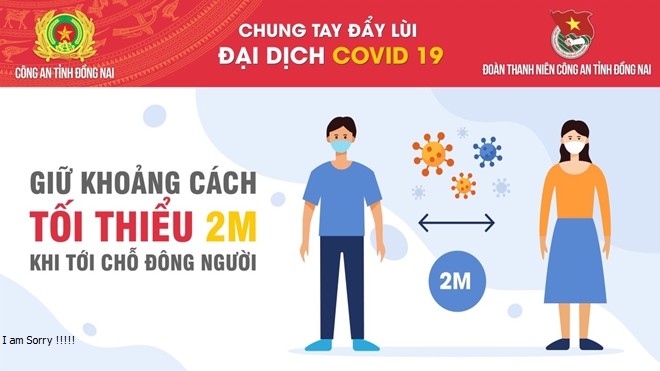 CHUNG TAY ĐẨY LÙI
ĐẠI DỊCH COVID 19
CÔNG AN TỈNH ĐỒNG NAI
ĐOÀN THANH NIÊN CÔNG AN TỈNH ĐỒNG NAI
GIỮ KHOẢNG CÁCH
TỐI THIỂU 2M
KHI TỚI CHỖ ĐÔNG NGƯỜI
2M
I am Sorry !!!!!